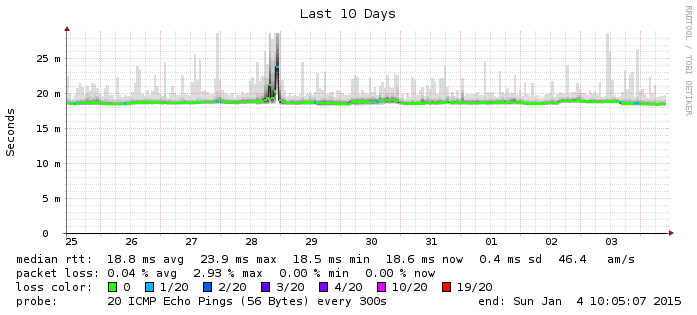 Last 10 Days
RRDTOOL / TOBI OETIKER
Seconds
25 m
20 m
15 m
10 m
5 m
0
25 26 27 28 29 30 31 01 02 03
median rtt: 18.8 ms avg 23.9 ms max 18.5 ms min 18.6 ms now 0.4 ms sd 46.4 am/s
packet loss: 0.04 % avg 2.93 % max 0.00 % min 0.00 % now
loss color: 0 1/20 2/20 3/20 4/20 10/20 19/20
probe: 20 ICMP Echo Pings (56 Bytes) every 300s end: Sun Jan 4 10:05:07 2015